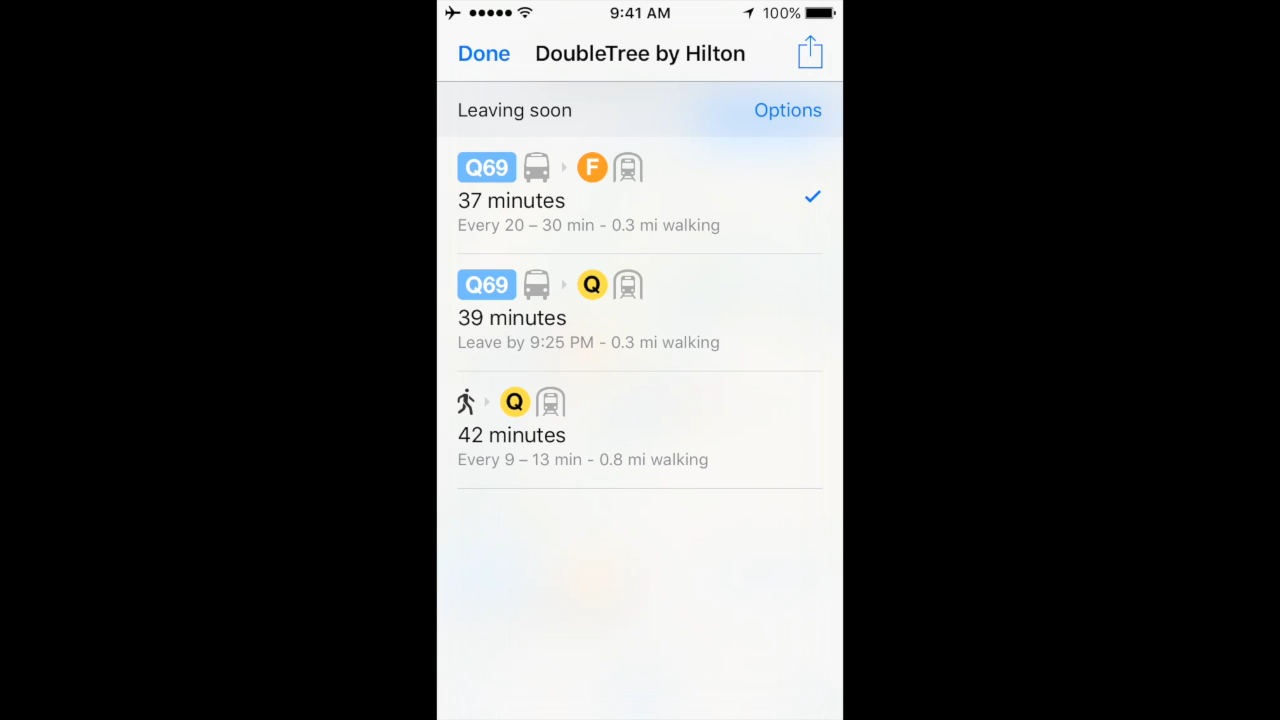 9:41 AM 100%
Done DoubleTree by Hilton
Leaving soon Options
Q69 F
37 minutes
Every 20 – 30 min - 0.3 mi walking
Q69 Q
39 minutes
Leave by 9:25 PM - 0.3 mi walking
Q
42 minutes
Every 9 – 13 min - 0.8 mi walking